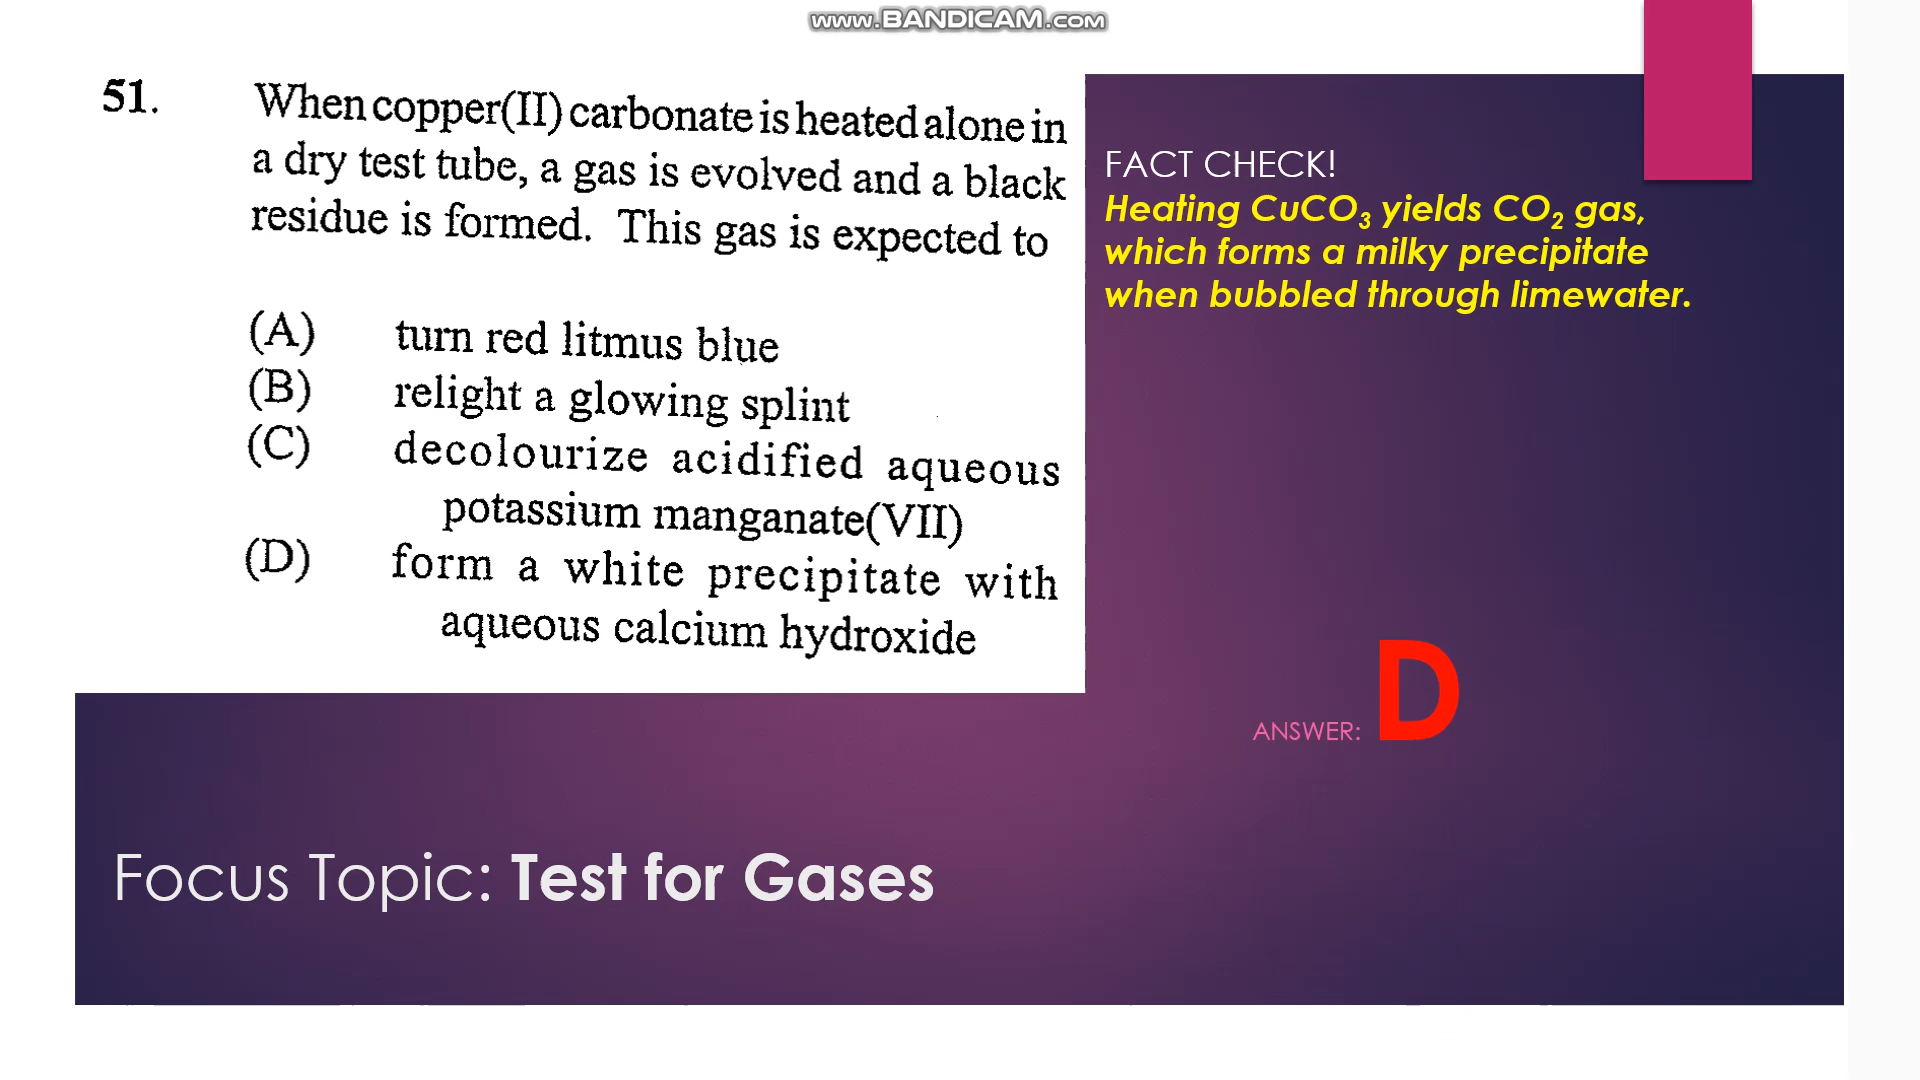 www.BANDICAM.com
51. When copper(II) carbonate is heated alone in
a dry test tube, a gas is evolved and a black
residue is formed. This gas is expected to
(A) turn red litmus blue
(B) relight a glowing splint
(C) decolourize acidified aqueous
potassium manganate(VII)
(D) form a white precipitate with
aqueous calcium hydroxide
FACT CHECK!
Heating CuCO₃ yields CO₂ gas,
which forms a milky precipitate
when bubbled through limewater.
ANSWER: D
Focus Topic: Test for Gases